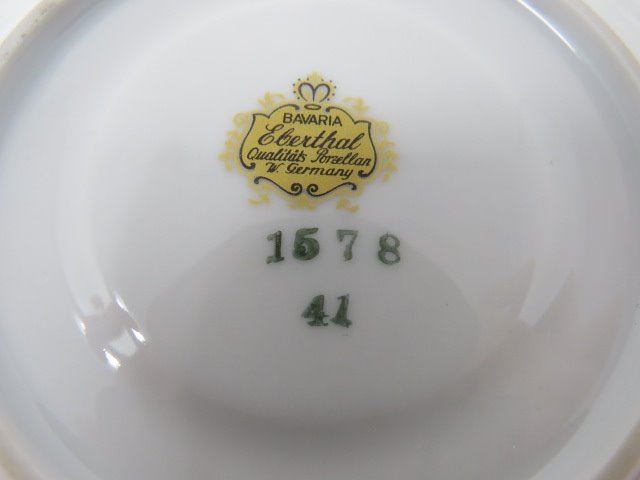 BAVARIA
Eberthal
Qualitäts Porzellan
W. Germany
1578
41